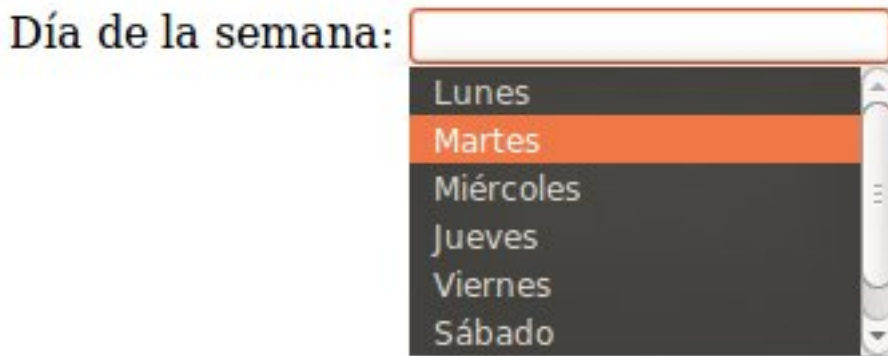 Día de la semana:
Lunes
Martes
Miércoles
Jueves
Viernes
Sábado